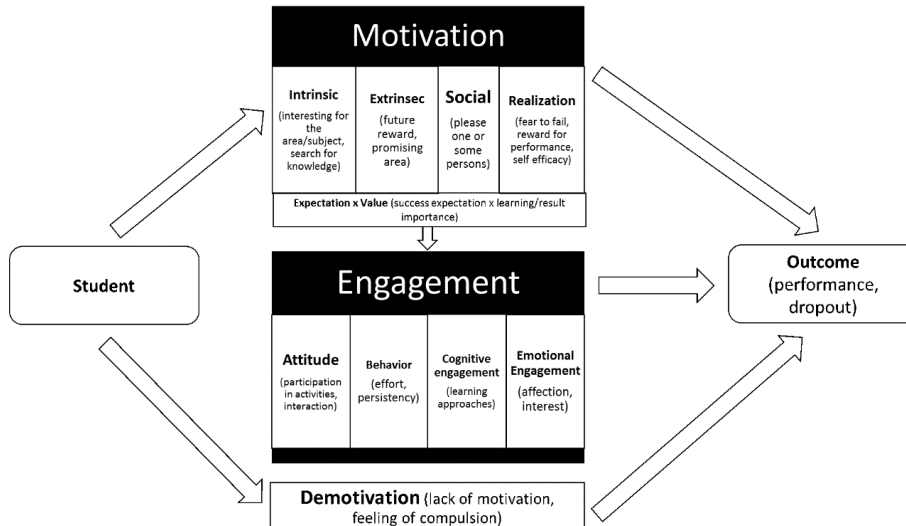 Motivation
Intrinsic
(interesting for
the
area/subject,
search for
knowledge)
Extrinsec
(future
reward,
promising
area)
Social
(please
one or
some
persons)
Realization
(fear to fail,
reward for
performance,
self efficacy)
Expectation x Value (success expectation x learning/result
importance)
Student
Engagement
Attitude
(participation
in activities,
interaction)
Behavior
(effort,
persistency)
Cognitive
engagement
(learning
approaches)
Emotional
Engagement
(affection,
interest)
Outcome
(performance,
dropout)
Demotivation (lack of motivation,
feeling of compulsion)